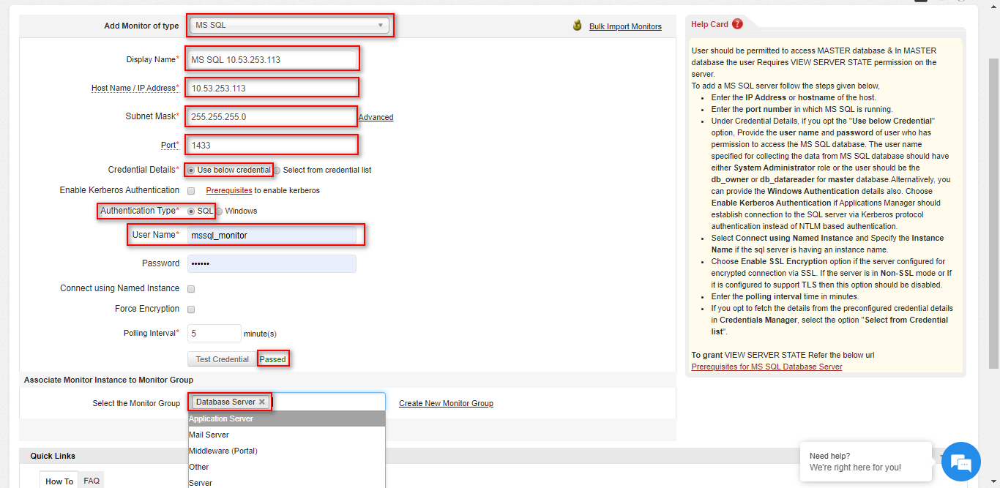 Add Monitor of type MS SQL
Bulk Import Monitors
Display Name* MS SQL 10.53.253.113
Host Name / IP Address* 10.53.253.113
Subnet Mask* 255.255.255.0 Advanced
Port* 1433
Credential Details* Use below credential Select from credential list
Enable Kerberos Authentication Prerequisites to enable kerberos
Authentication Type* SQL Windows
User Name* mssql_monitor
Password ••••••
Connect using Named Instance
Force Encryption
Polling Interval* 5 minute(s)
Test Credential Passed
Associate Monitor Instance to Monitor Group
Select the Monitor Group Database Server × Create New Monitor Group
Application Server
Mail Server
Middleware (Portal)
Other
Server
Quick Links
How To FAQ
Help Card ?
User should be permitted to access MASTER database & In MASTER
database the user Requires VIEW SERVER STATE permission on the
server.
To add a MS SQL server follow the steps given below,
• Enter the IP Address or hostname of the host.
• Enter the port number in which MS SQL is running.
• Under Credential Details, if you opt the "Use below Credential"
option, Provide the user name and password of user who has
permission to access the MS SQL database. The user name
specified for collecting the data from MS SQL database should have
either System Administrator role or the user should be the
db_owner or db_datareader for master database.Alternatively, you
can provide the Windows Authentication details also. Choose
Enable Kerberos Authentication if Applications Manager should
establish connection to the SQL server via Kerberos protocol
authentication instead of NTLM based authentication.
• Select Connect using Named Instance and Specify the Instance
Name if the sql server is having an instance name.
• Choose Enable SSL Encryption option if the server configured for
encrypted connection via SSL. If the server is in Non-SSL mode or If
it is configured to support TLS then this option should be disabled.
• Enter the polling interval time in minutes.
• If you opt to fetch the details from the preconfigured credential details
in Credentials Manager, select the option "Select from Credential
list".
To grant VIEW SERVER STATE Refer the below url
Prerequisites for MS SQL Database Server
Need help?
We're right here for you!